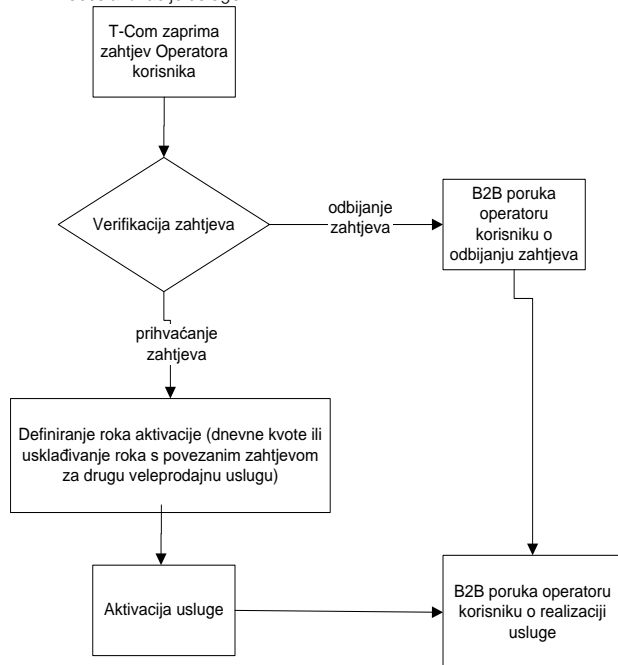 T-Com zaprima
zahtjev Operatora
korisnika
Verifikacija zahtjeva
odbijanje
zahtjeva
B2B poruka
operatoru
korisniku o
odbijanju zahtjeva
prihvaćanje
zahtjeva
Definiranje roka aktivacije (dnevne kvote ili
usklađivanje roka s povezanim zahtjevom
za drugu veleprodajnu uslugu)
Aktivacija usluge
B2B poruka operatoru
korisniku o realizaciji
usluge